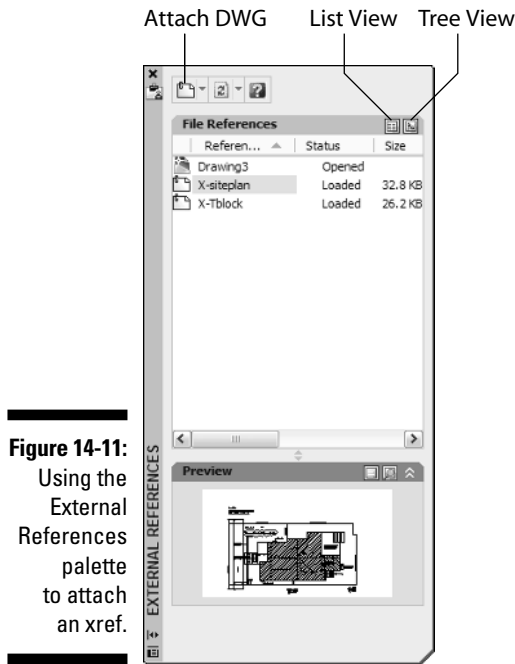 Attach DWG List View Tree View
File References
Referen... Status Size
Drawing3 Opened
X-siteplan Loaded 32.8 KB
X-Tblock Loaded 26.2 KB
Preview
EXTERNAL REFERENCES
Figure 14-11:
Using the
External
References
palette
to attach
an xref.